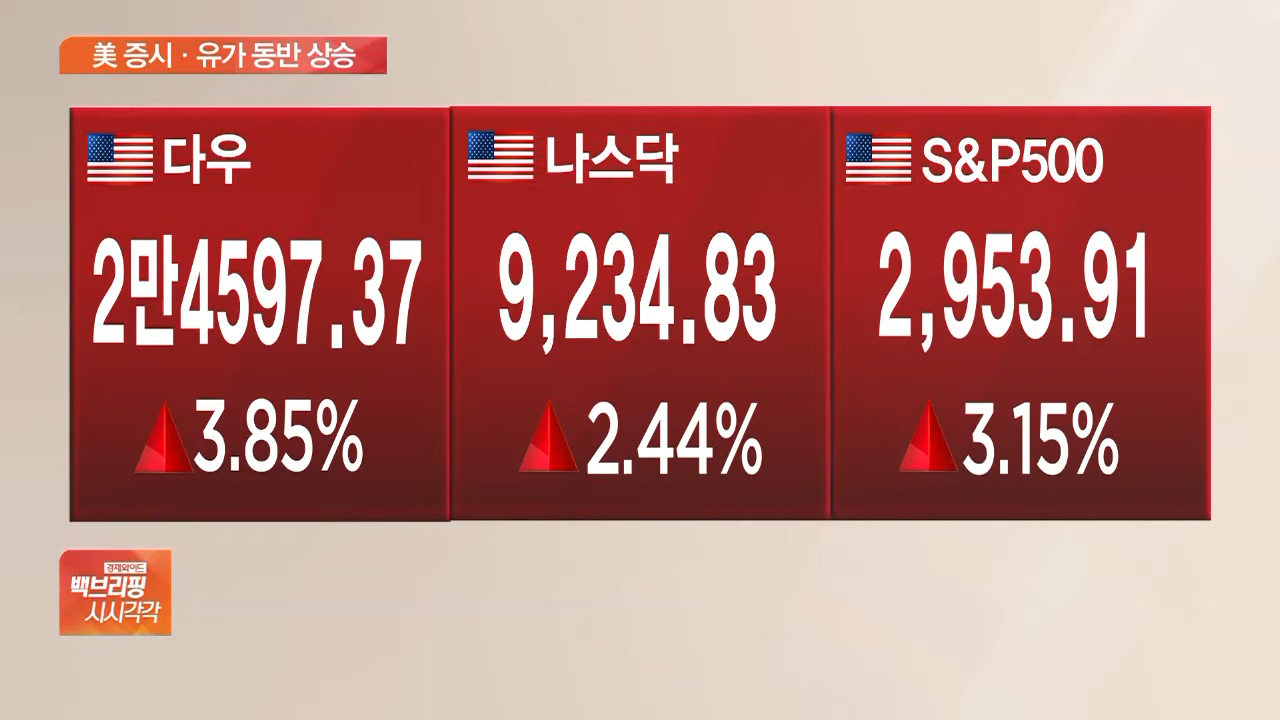 美 증시·유가 동반 상승
다우
2만4597.37
▲3.85%
나스닥
9,234.83
▲2.44%
S&P500
2,953.91
▲3.15%
경제와이드
백브리핑
시시각각